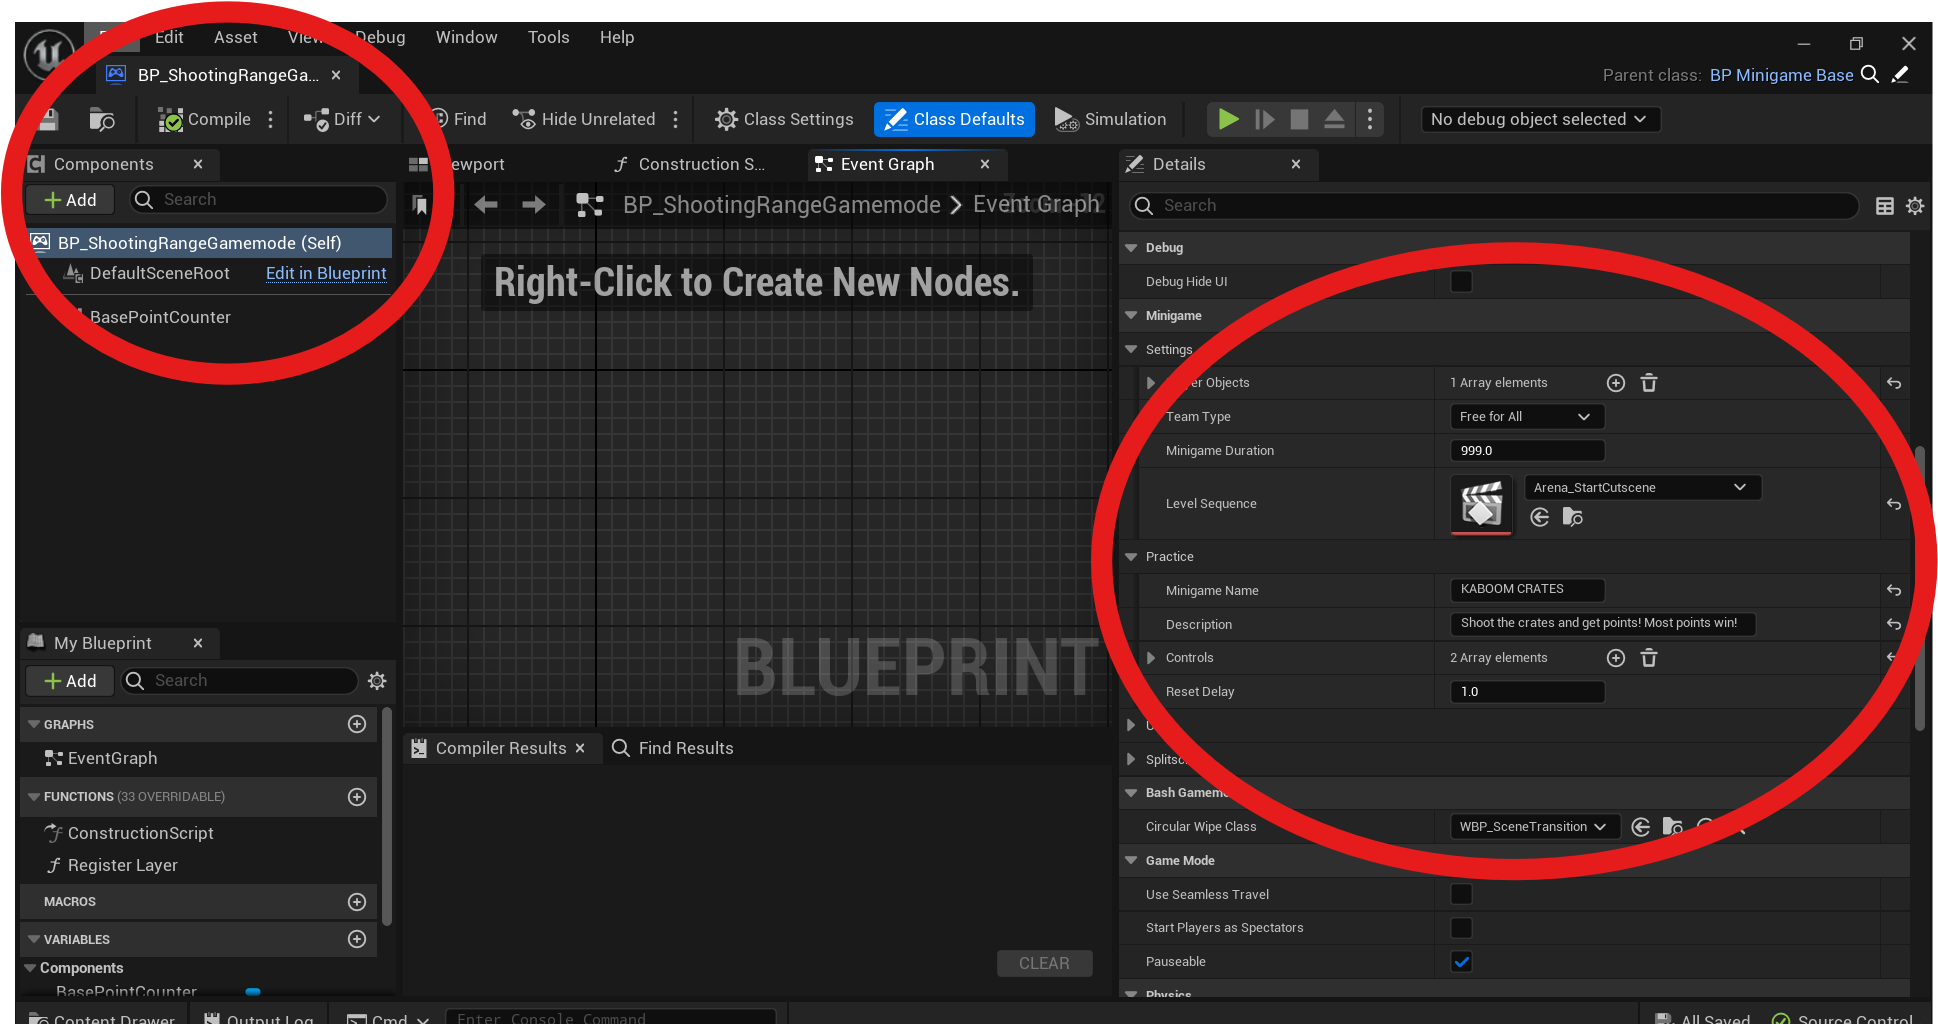 Edit Asset View Debug Window Tools Help
BP_ShootingRangeGa...
Parent class: BP Minigame Base
Compile Diff Find Hide Unrelated Class Settings Class Defaults Simulation No debug object selected
Components
Add Search
BP_ShootingRangeGamemode (Self)
DefaultSceneRoot Edit in Blueprint
BasePointCounter
My Blueprint
Add Search
GRAPHS
EventGraph
FUNCTIONS (33 OVERRIDABLE)
ConstructionScript
Register Layer
MACROS
VARIABLES
Components
BasePointCounter
Construction S... Event Graph
BP_ShootingRangeGamemode > Event Graph
Right-Click to Create New Nodes.
BLUEPRINT
Compiler Results Find Results
CLEAR
Details
Search
Debug
Debug Hide UI
Minigame
Settings
Objects 1 Array elements
Team Type Free for All
Minigame Duration 999.0
Level Sequence Arena_StartCutscene
Practice
Minigame Name KABOOM CRATES
Description Shoot the crates and get points! Most points win!
Controls 2 Array elements
Reset Delay 1.0
Circular Wipe Class WBP_SceneTransition
Game Mode
Use Seamless Travel
Start Players as Spectators
Pauseable
Physics
Content Drawer Output Log Cmd Enter Console Command All Saved Source Control